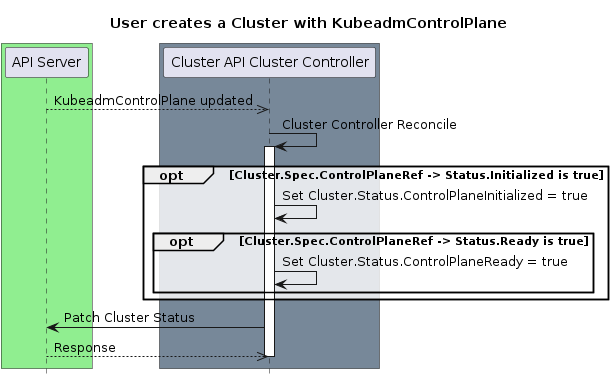 User creates a Cluster with KubeadmControlPlane
API Server
Cluster API Cluster Controller
KubeadmControlPlane updated
Cluster Controller Reconcile
opt
[Cluster.Spec.ControlPlaneRef -> Status.Initialized is true]
Set Cluster.Status.ControlPlaneInitialized = true
opt
[Cluster.Spec.ControlPlaneRef -> Status.Ready is true]
Set Cluster.Status.ControlPlaneReady = true
Patch Cluster Status
Response